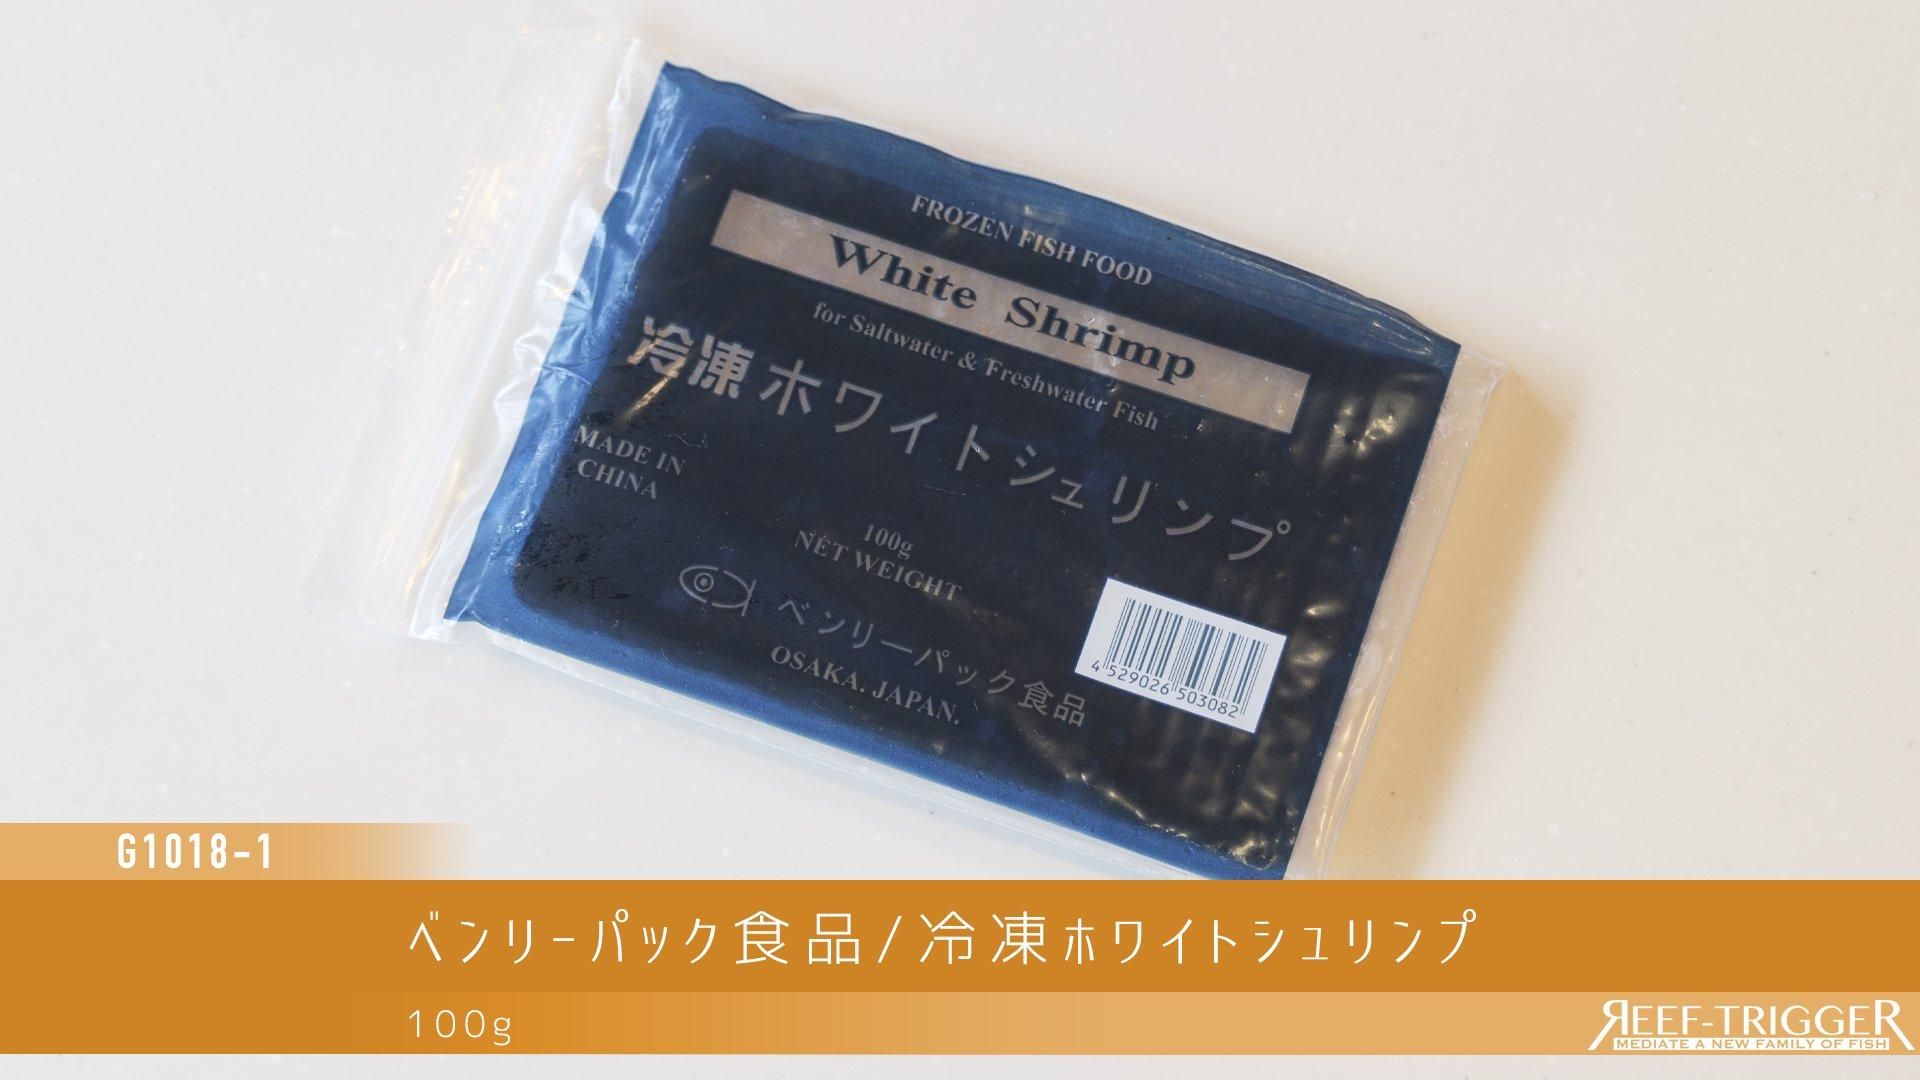 FROZEN FISH FOOD
White Shrimp
for Saltwater & Freshwater Fish
冷凍ホワイトシュリンプ
MADE IN
CHINA
100g
NET WEIGHT
ベンリーパック食品
OSAKA. JAPAN.
4 529026 503082
G1018-1
ベンリーパック食品/冷凍ホワイトシュリンプ
100g
REEF-TRIGGER
MEDIATE A NEW FAMILY OF FISH